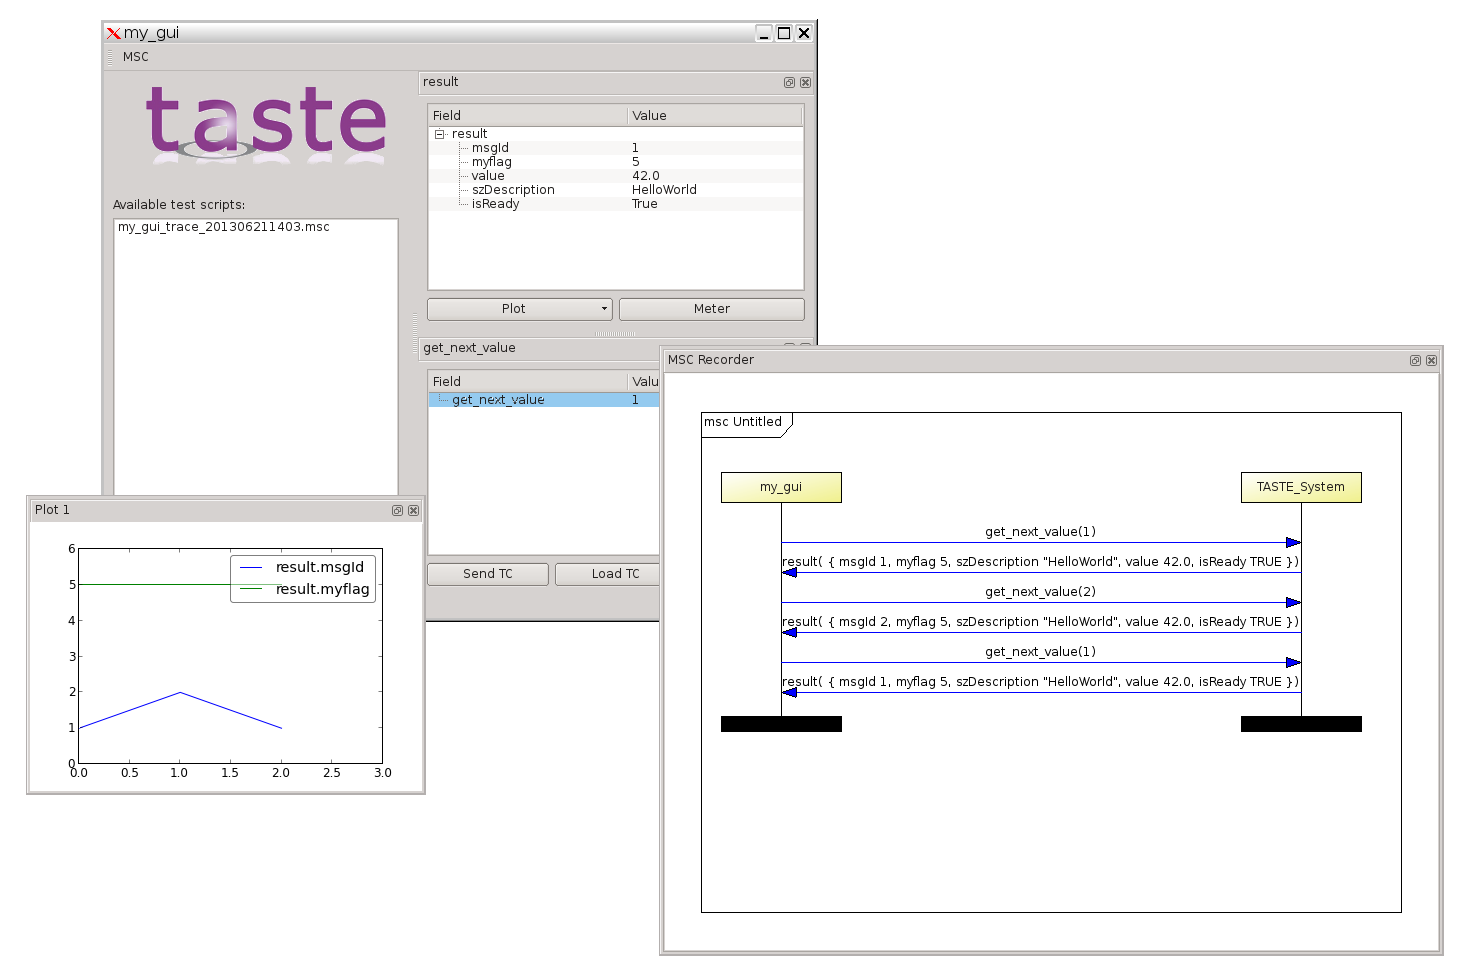 my_gui
MSC
taste
Available test scripts:
my_gui_trace_201306211403.msc
result
Field Value
result
msgId 1
myflag 5
value 42.0
szDescription HelloWorld
isReady True
Plot Meter
get_next_value
Field Valu
get_next_value 1
Send TC Load TC
Plot 1
6
5
4
3
2
1
0
0.0 0.5 1.0 1.5 2.0 2.5 3.0
result.msgId
result.myflag
MSC Recorder
msc Untitled
my_gui TASTE_System
get_next_value(1)
result( { msgId 1, myflag 5, szDescription "HelloWorld", value 42.0, isReady TRUE })
get_next_value(2)
result( { msgId 2, myflag 5, szDescription "HelloWorld", value 42.0, isReady TRUE })
get_next_value(1)
result( { msgId 1, myflag 5, szDescription "HelloWorld", value 42.0, isReady TRUE })